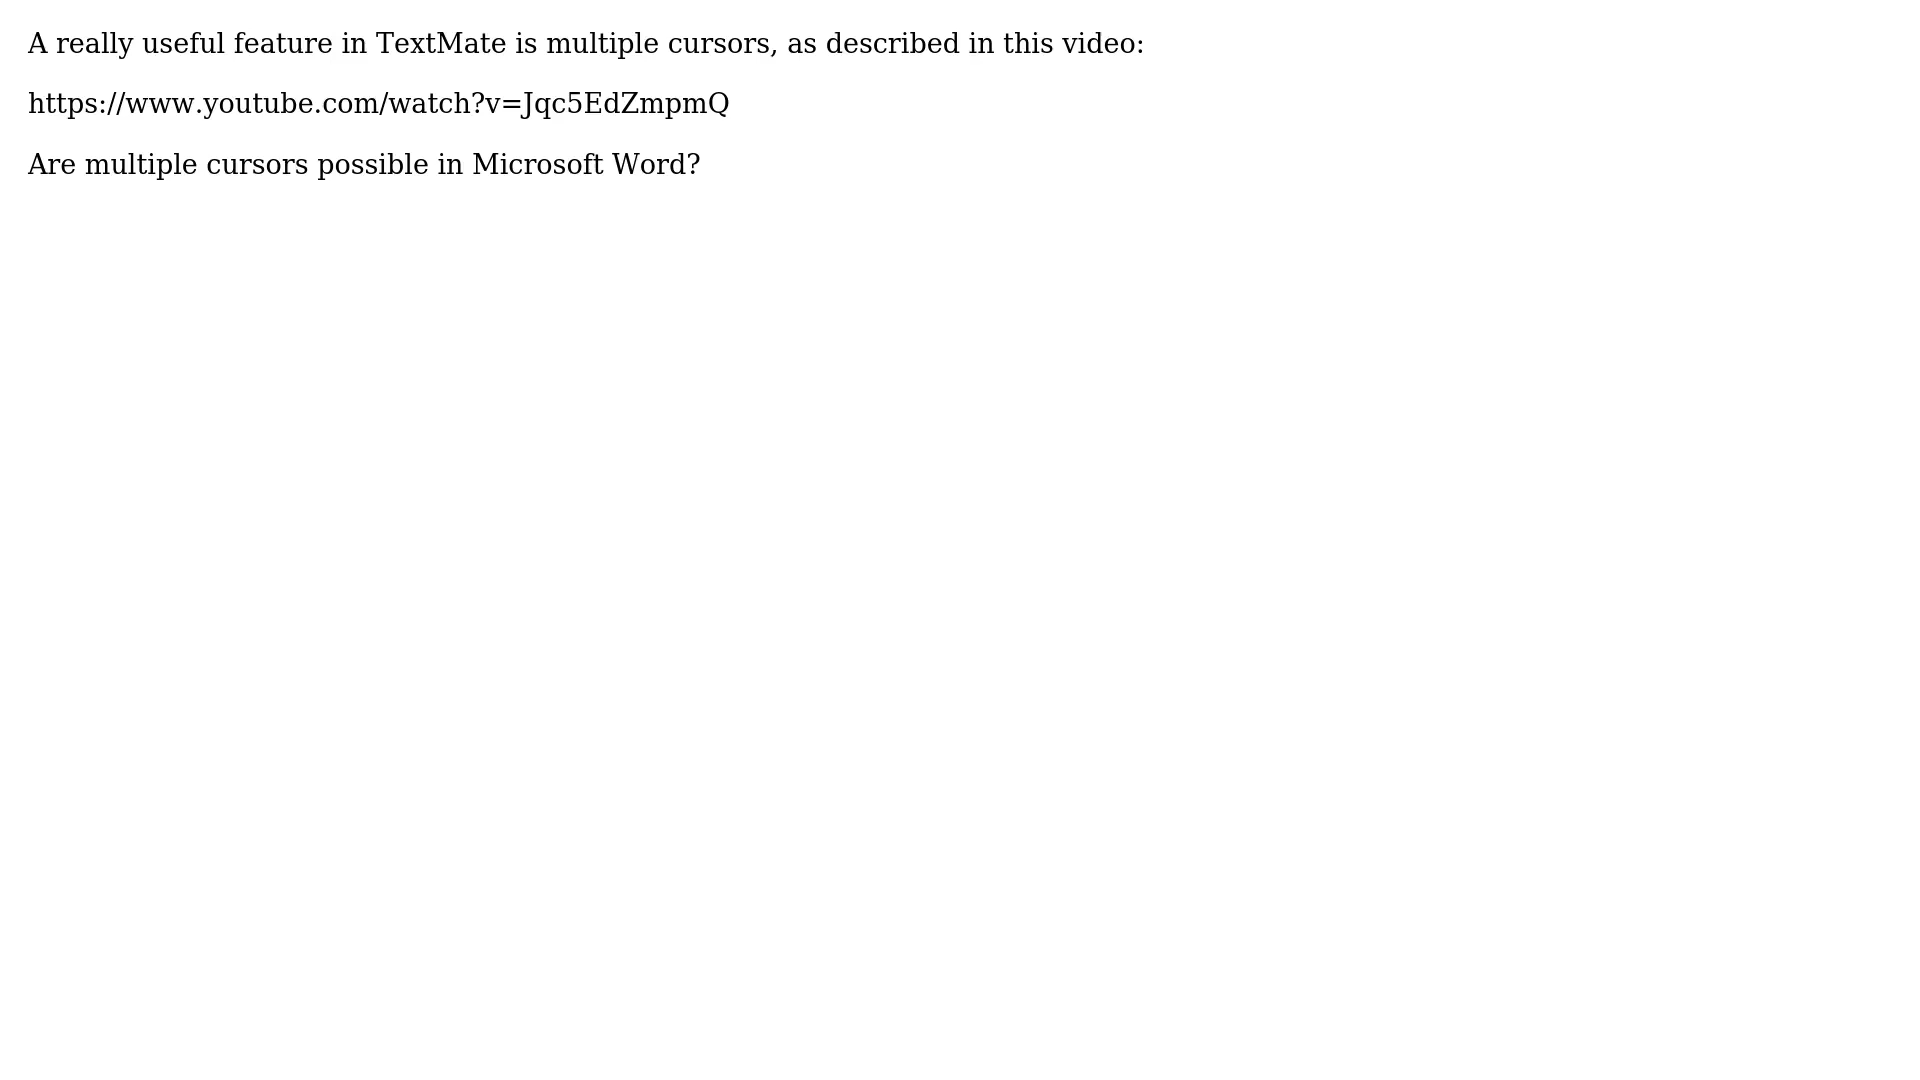 A really useful feature in TextMate is multiple cursors, as described in this video:
https://www.youtube.com/watch?v=Jqc5EdZmpmQ
Are multiple cursors possible in Microsoft Word?